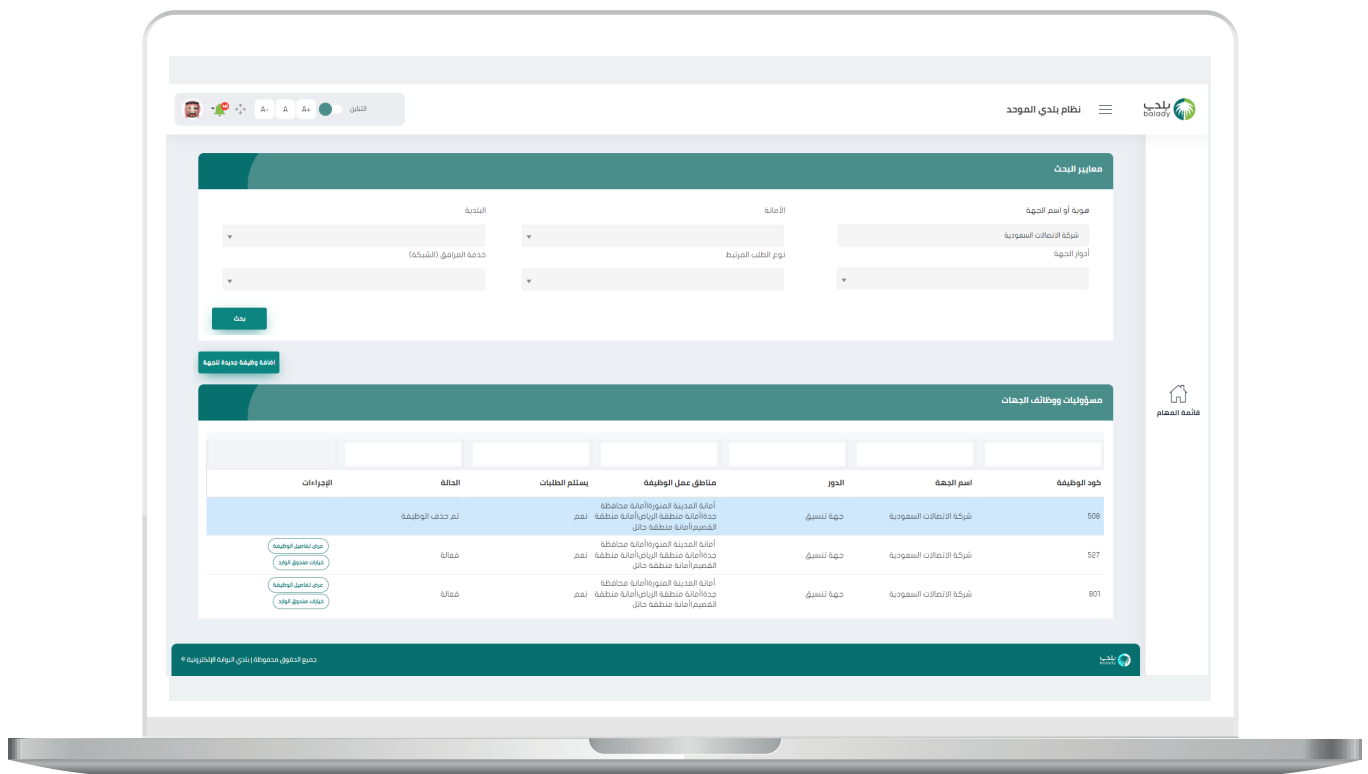 بلدي
balady
نظام بلدي الموحد
التباين
A+
A
A-
معايير البحث
هوية أو اسم الجهة
الأمانة
البلدية
شركة الاتصالات السعودية
أدوار الجهة
نوع الطلب المرتبط
خدمة المرافق (الشبكة)
بحث
اضافة وظيفة جديدة للجهة
قائمة المهام
مسؤوليات ووظائف الجهات
كود الوظيفة
اسم الجهة
الدور
مناطق عمل الوظيفة
يستلم الطلبات
الحالة
الإجراءات
508
شركة الاتصالات السعودية
جهة تنسيق
أمانة المدينة المنورة|أمانة محافظة
جدة|أمانة منطقة الرياض|أمانة منطقة
القصيم|أمانة منطقة حائل
نعم
تم حذف الوظيفة
527
شركة الاتصالات السعودية
جهة تنسيق
أمانة المدينة المنورة|أمانة محافظة
جدة|أمانة منطقة الرياض|أمانة منطقة
القصيم|أمانة منطقة حائل
نعم
فعالة
عرض تفاصيل الوظيفة
خيارات صندوق الوارد
801
شركة الاتصالات السعودية
جهة تنسيق
أمانة المدينة المنورة|أمانة محافظة
جدة|أمانة منطقة الرياض|أمانة منطقة
القصيم|أمانة منطقة حائل
نعم
فعالة
عرض تفاصيل الوظيفة
خيارات صندوق الوارد
بلدي
balady
جميع الحقوق محفوظة | بلدي البوابة الإلكترونية ©